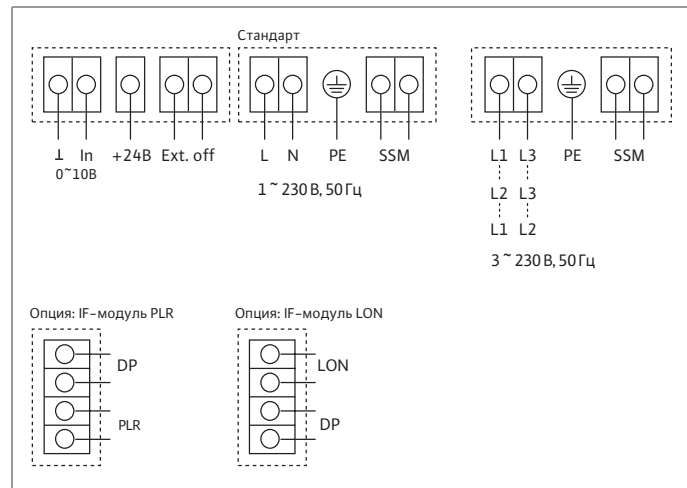 Стандарт
⊥ In +24В Ext. off L N PE SSM L1 L3 PE SSM
0~10В
1 ~ 230 В, 50 Гц
L2 L3
L1 L2
3 ~ 230 В, 50 Гц
Опция: IF-модуль PLR
DP
PLR
Опция: IF-модуль LON
LON
DP